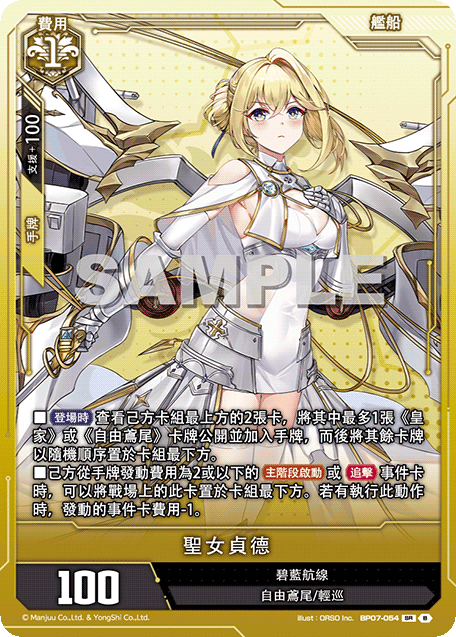 費用
艦船
1
支援+100
手牌
SAMPLE
■ 登場時 查看己方卡組最上方的2張卡，將其中最多1張《皇
家》或《自由鳶尾》卡牌公開並加入手牌，而後將其餘卡牌
以隨機順序置於卡組最下方。
■己方從手牌發動費用為2或以下的 主階段啟動 或 追擊 事件卡
時，可以將戰場上的此卡置於卡組最下方。若有執行此動作
時，發動的事件卡費用-1。
聖女貞德
100
碧藍航線
自由鳶尾/輕巡
© Manjuu Co.,Ltd. & YongShi Co.,Ltd.
illust：ORSO Inc. BP07-054 SR B